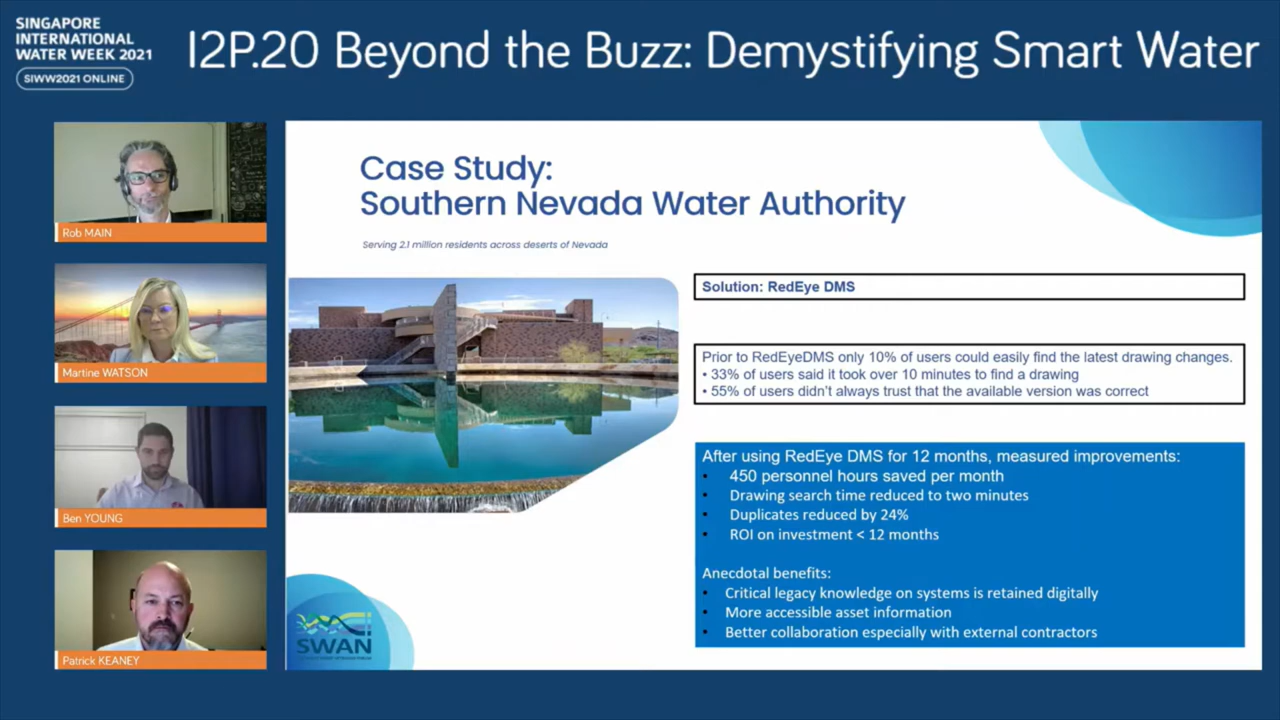 SINGAPORE
INTERNATIONAL
WATER WEEK 2021
SIWW2021 ONLINE
I2P.20 Beyond the Buzz: Demystifying Smart Water
Rob MAIN
Martine WATSON
Ben YOUNG
Patrick KEANEY
Case Study:
Southern Nevada Water Authority
Serving 2.1 million residents across deserts of Nevada
Solution: RedEye DMS
Prior to RedEyeDMS only 10% of users could easily find the latest drawing changes.
• 33% of users said it took over 10 minutes to find a drawing
• 55% of users didn't always trust that the available version was correct
After using RedEye DMS for 12 months, measured improvements:
• 450 personnel hours saved per month
• Drawing search time reduced to two minutes
• Duplicates reduced by 24%
• ROI on investment < 12 months
Anecdotal benefits:
• Critical legacy knowledge on systems is retained digitally
• More accessible asset information
• Better collaboration especially with external contractors
SWAN